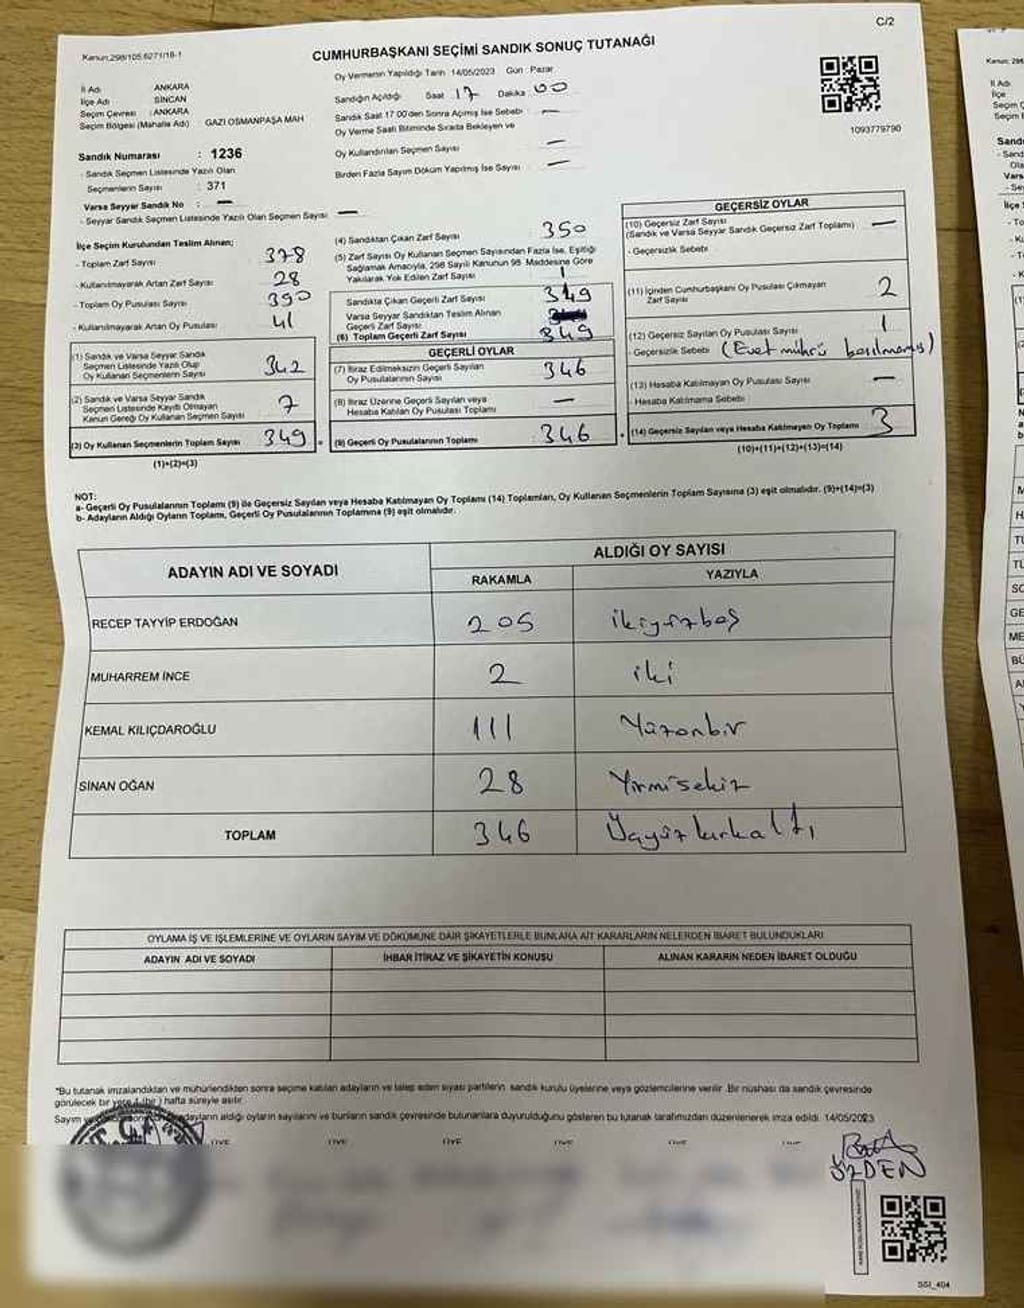 C/2
Kanun:298/105.6271/16-1
CUMHURBAŞKANI SEÇİMİ SANDIK SONUÇ TUTANAĞI
İl Adı ANKARA
İlçe Adı SİNCAN
Seçim Çevresi : ANKARA
Seçim Bölgesi (Mahalle Adı) GAZİ OSMANPAŞA MAH
Sandık Numarası : 1236
- Sandık Seçmen Listesinde Yazılı Olan
Seçmenlerin Sayısı : 371
Varsa Seyyar Sandık No : —
- Seyyar Sandık Seçmen Listesinde Yazılı Olan Seçmen Sayısı —
Oy Vermenin Yapıldığı Tarih 14/05/2023 Gün : Pazar
Sandığın Açıldığı Saat 17 Dakika 00
Sandık Saat 17.00'den Sonra Açılmış İse Sebebi —
Oy Verme Saati Bitiminde Sırada Bekleyen ve
Oy Kullandırılan Seçmen Sayısı —
Birden Fazla Sayım Döküm Yapılmış İse Sayısı —
1093779790
İlçe Seçim Kurulundan Teslim Alınan;
- Toplam Zarf Sayısı 378
- Kullanılmayarak Artan Zarf Sayısı 28
- Toplam Oy Pusulası Sayısı 390
- Kullanılmayarak Artan Oy Pusulası 41
(1) Sandık ve Varsa Seyyar Sandık
Seçmen Listesinde Yazılı Olup
Oy Kullanan Seçmenlerin Sayısı 342
(2) Sandık ve Varsa Seyyar Sandık
Seçmen Listesinde Kayıtlı Olmayan
Kanun Gereği Oy Kullanan Seçmen Sayısı 7
(3) Oy Kullanan Seçmenlerin Toplam Sayısı 349
(1)+(2)=(3)
(4) Sandıktan Çıkan Zarf Sayısı 350
(5) Zarf Sayısı Oy Kullanan Seçmen Sayısından Fazla İse, Eşitliği
Sağlamak Amacıyla, 298 Sayılı Kanunun 98. Maddesine Göre
Yakılarak Yok Edilen Zarf Sayısı 1
Sandıkta Çıkan Geçerli Zarf Sayısı 349
Varsa Seyyar Sandıktan Teslim Alınan
Geçerli Zarf Sayısı
(6) Toplam Geçerli Zarf Sayısı 349
GEÇERLİ OYLAR
(7) İtiraz Edilmeksizin Geçerli Sayılan
Oy Pusulalarının Sayısı 346
(8) İtiraz Üzerine Geçerli Sayılan veya
Hesaba Katılan Oy Pusulası Toplamı —
(9) Geçerli Oy Pusulalarının Toplamı 346
GEÇERSİZ OYLAR
(10) Geçersiz Zarf Sayısı
(Sandık ve Varsa Seyyar Sandık Geçersiz Zarf Toplamı) —
- Geçersizlik Sebebi
(11) İçinden Cumhurbaşkanı Oy Pusulası Çıkmayan
Zarf Sayısı 2
(12) Geçersiz Sayılan Oy Pusulası Sayısı 1
- Geçersizlik Sebebi (Evet mührü basılmamış)
(13) Hesaba Katılmayan Oy Pusulası Sayısı —
- Hesaba Katılmama Sebebi
(14) Geçersiz Sayılan veya Hesaba Katılmayan Oy Toplamı 3
(10)+(11)+(12)+(13)=(14)
NOT:
a- Geçerli Oy Pusulalarının Toplamı (9) ile Geçersiz Sayılan veya Hesaba Katılmayan Oy Toplamı (14) Toplamları, Oy Kullanan Seçmenlerin Toplam Sayısına (3) eşit olmalıdır. (9)+(14)=(3)
b- Adayların Aldığı Oyların Toplamı, Geçerli Oy Pusulalarının Toplamına (9) eşit olmalıdır.
ADAYIN ADI VE SOYADI
ALDIĞI OY SAYISI
RAKAMLA YAZIYLA
RECEP TAYYİP ERDOĞAN 205 ikiyüzbeş
MUHARREM İNCE 2 iki
KEMAL KILIÇDAROĞLU 111 Yüzonbir
SİNAN OĞAN 28 Yirmisekiz
TOPLAM 346 Üçyüzkırkaltı
OYLAMA İŞ VE İŞLEMLERİNE VE OYLARIN SAYIM VE DÖKÜMÜNE DAİR ŞİKAYETLERLE BUNLARA AİT KARARLARIN NELERDEN İBARET BULUNDUKLARI
ADAYIN ADI VE SOYADI İHBAR İTİRAZ VE ŞİKAYETİN KONUSU ALINAN KARARIN NEDEN İBARET OLDUĞU
*Bu tutanak imzalandıktan ve mühürlendikten sonra seçime katılan adayların ve talep eden siyasi partilerin sandık kurulu üyelerine veya gözlemcilerine verilir. Bir nüshası da sandık çevresinde
görülecek bir yere 1 (bir) hafta süreyle asılır.
Sayım adayların aldığı oyların sayılarını ve bunların sandık çevresinde bulunanlara duyurulduğunu gösteren bu tutanak tarafımızdan düzenlenerek imza edildi. 14/05/2023
ÜYE ÜYE ÜYE ÜYE ÜYE
ÖZDEN
SSI_404